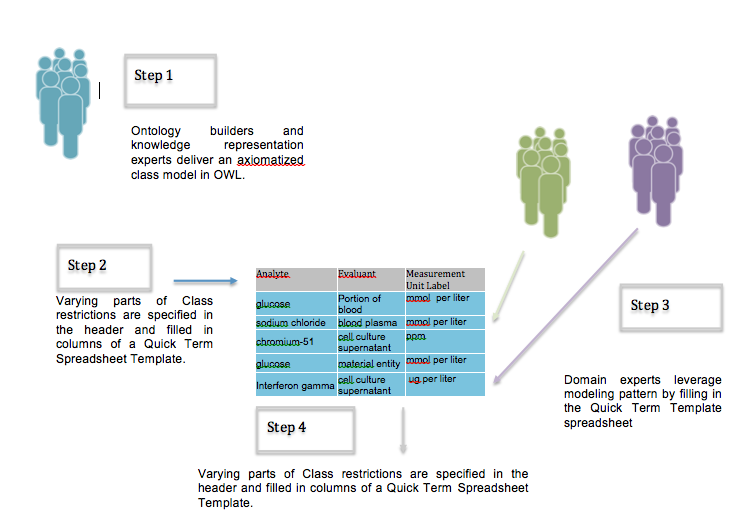 Step 1
Ontology builders and
knowledge representation
experts deliver an axiomatized
class model in OWL.
Step 2
Varying parts of Class
restrictions are specified in
the header and filled in
columns of a Quick Term
Spreadsheet Template.
Analyte Evaluant Measurement
Unit Label
glucose Portion of
blood mmol per liter
sodium chloride blood plasma mmol per liter
chromium-51 cell culture
supernatant ppm
glucose material entity mmol per liter
Interferon gamma cell culture
supernatant ug per liter
Step 3
Domain experts leverage
modeling pattern by filling in
the Quick Term Template
spreadsheet
Step 4
Varying parts of Class restrictions are specified in the
header and filled in columns of a Quick Term Spreadsheet
Template.